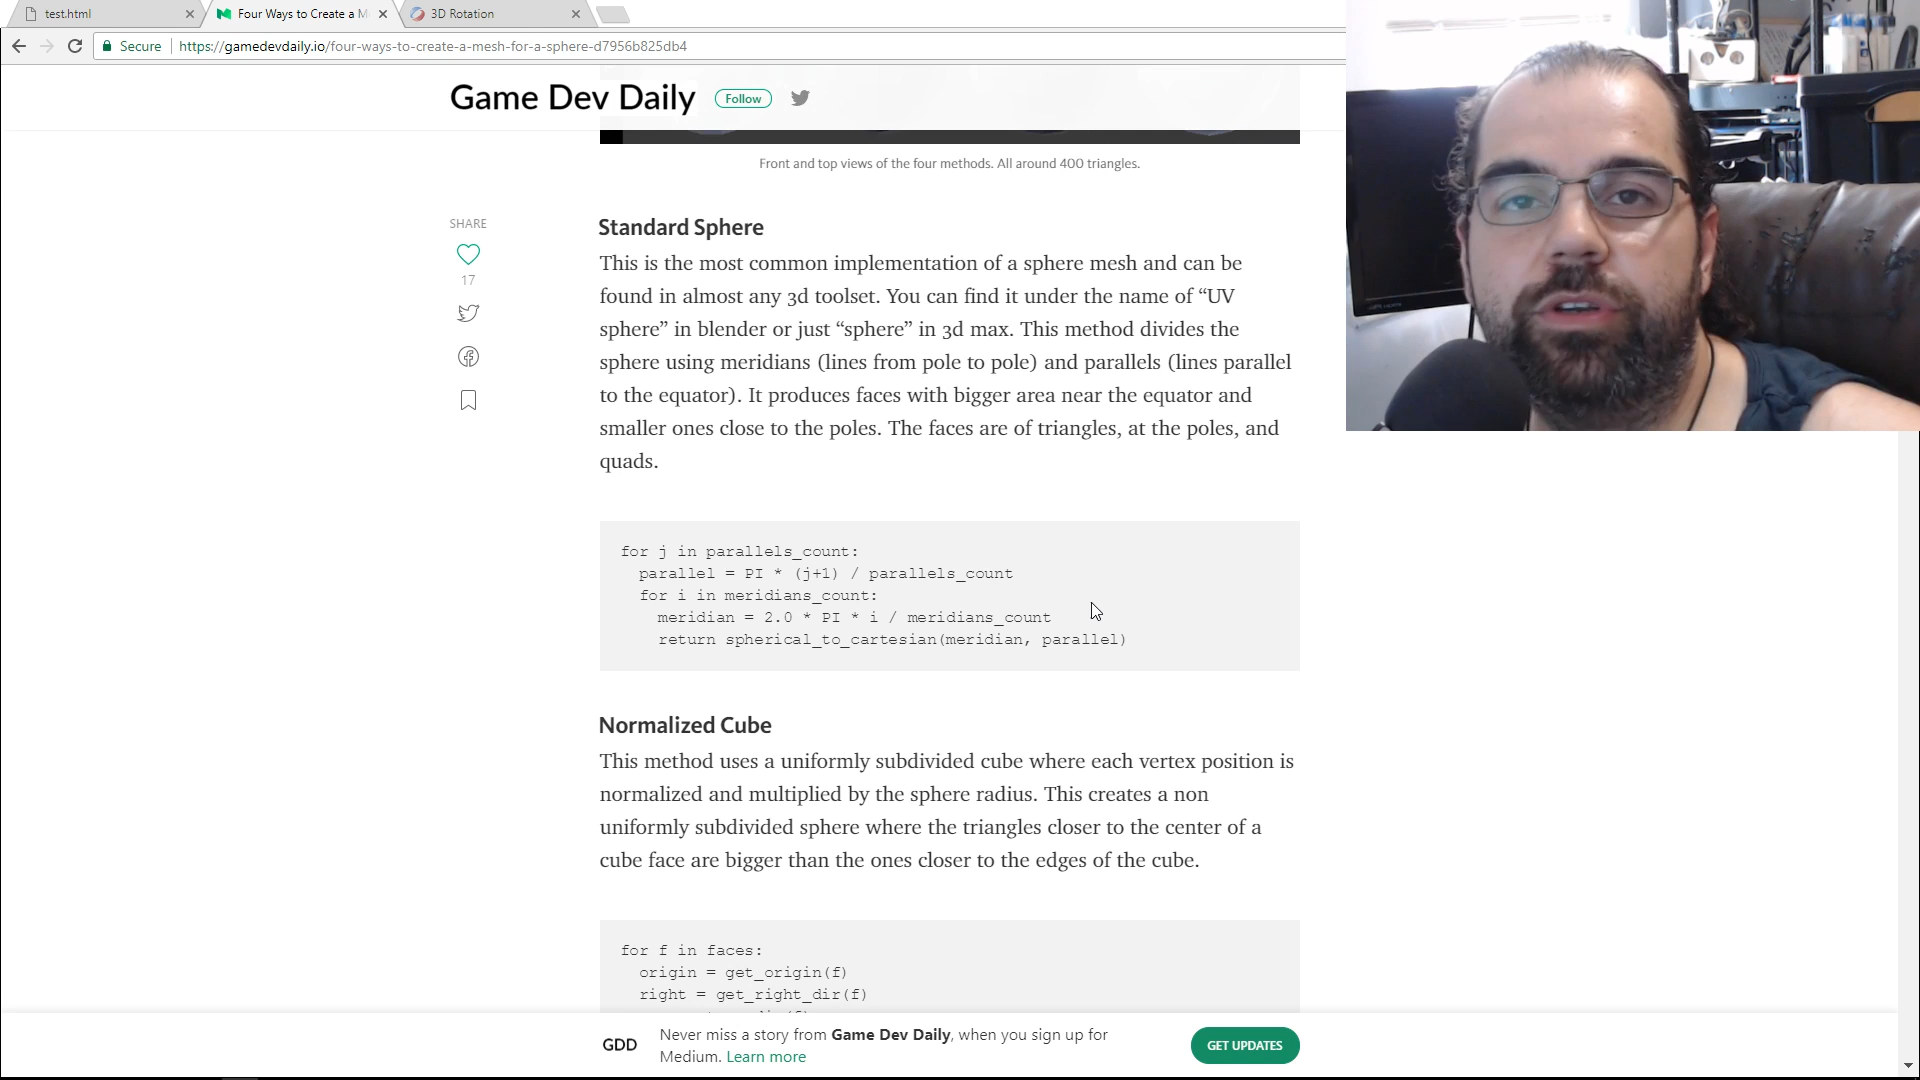 test.html
Four Ways to Create a M
3D Rotation
Secure
https://gamedevdaily.io/four-ways-to-create-a-mesh-for-a-sphere-d7956b825db4
Game Dev Daily
Follow
Front and top views of the four methods. All around 400 triangles.
SHARE
17
Standard Sphere
This is the most common implementation of a sphere mesh and can be
found in almost any 3d toolset. You can find it under the name of “UV
sphere” in blender or just “sphere” in 3d max. This method divides the
sphere using meridians (lines from pole to pole) and parallels (lines parallel
to the equator). It produces faces with bigger area near the equator and
smaller ones close to the poles. The faces are of triangles, at the poles, and
quads.
for j in parallels_count:
parallel = PI * (j+1) / parallels_count
for i in meridians_count:
meridian = 2.0 * PI * i / meridians_count
return spherical_to_cartesian(meridian, parallel)
Normalized Cube
This method uses a uniformly subdivided cube where each vertex position is
normalized and multiplied by the sphere radius. This creates a non
uniformly subdivided sphere where the triangles closer to the center of a
cube face are bigger than the ones closer to the edges of the cube.
for f in faces:
origin = get_origin(f)
right = get_right_dir(f)
GDD
Never miss a story from Game Dev Daily, when you sign up for
Medium. Learn more
GET UPDATES